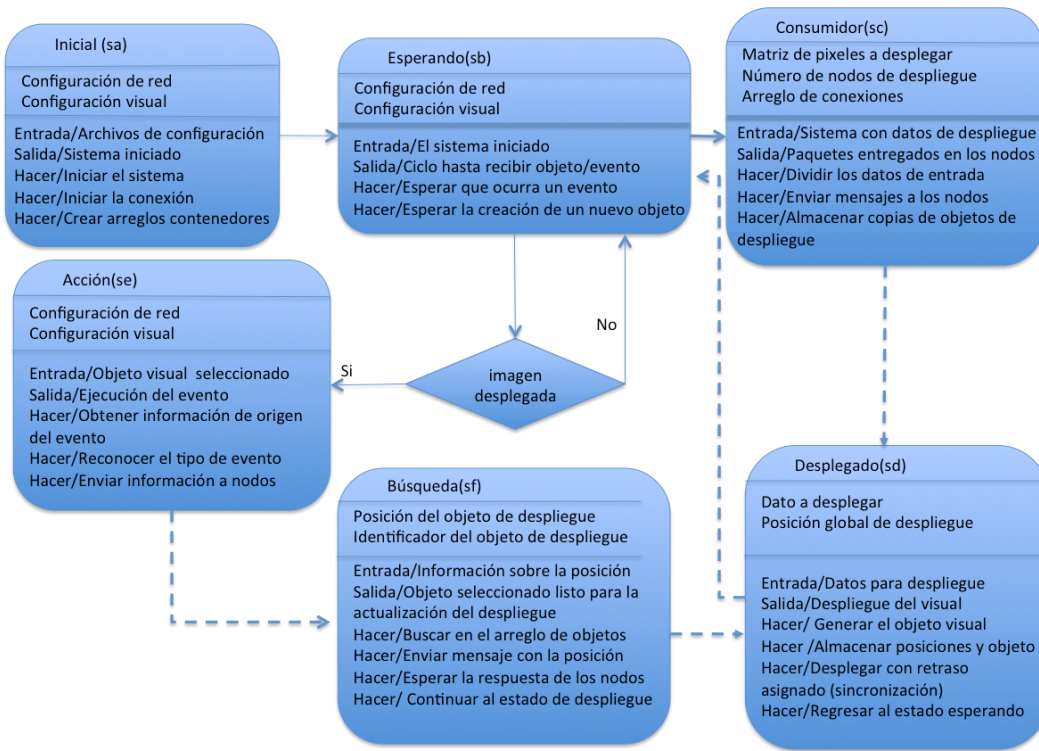 Inicial (sa)
Configuración de red
Configuración visual
Entrada/Archivos de configuración
Salida/Sistema iniciado
Hacer/Iniciar el sistema
Hacer/Iniciar la conexión
Hacer/Crear arreglos contenedores
Esperando(sb)
Configuración de red
Configuración visual
Entrada/El sistema iniciado
Salida/Ciclo hasta recibir objeto/evento
Hacer/Esperar que ocurra un evento
Hacer/Esperar la creación de un nuevo objeto
Consumidor(sc)
Matriz de pixeles a desplegar
Número de nodos de despliegue
Arreglo de conexiones
Entrada/Sistema con datos de despliegue
Salida/Paquetes entregados en los nodos
Hacer/Dividir los datos de entrada
Hacer/Enviar mensajes a los nodos
Hacer/Almacenar copias de objetos de
despliegue
Acción(se)
Configuración de red
Configuración visual
Entrada/Objeto visual seleccionado
Salida/Ejecución del evento
Hacer/Obtener información de origen
del evento
Hacer/Reconocer el tipo de evento
Hacer/Enviar información a nodos
Si
imagen
desplegada
No
Búsqueda(sf)
Posición del objeto de despliegue
Identificador del objeto de despliegue
Entrada/Información sobre la posición
Salida/Objeto seleccionado listo para la
actualización del despliegue
Hacer/Buscar en el arreglo de objetos
Hacer/Enviar mensaje con la posición
Hacer/Esperar la respuesta de los nodos
Hacer/ Continuar al estado de despliegue
Desplegado(sd)
Dato a desplegar
Posición global de despliegue
Entrada/Datos para despliegue
Salida/Despliegue del visual
Hacer/ Generar el objeto visual
Hacer /Almacenar posiciones y objeto
Hacer/Desplegar con retraso
asignado (sincronización)
Hacer/Regresar al estado esperando